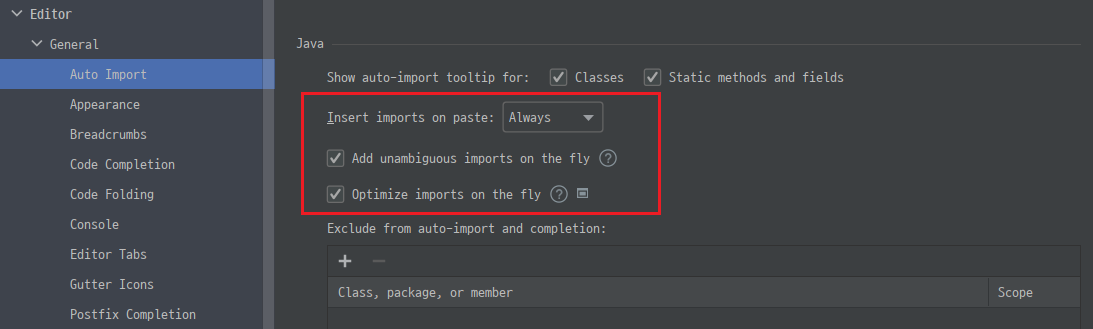 Editor
General
Auto Import
Appearance
Breadcrumbs
Code Completion
Code Folding
Console
Editor Tabs
Gutter Icons
Postfix Completion
Java
Show auto-import tooltip for: Classes Static methods and fields
Insert imports on paste: Always
Add unambiguous imports on the fly ?
Optimize imports on the fly ?
Exclude from auto-import and completion:
Class, package, or member Scope